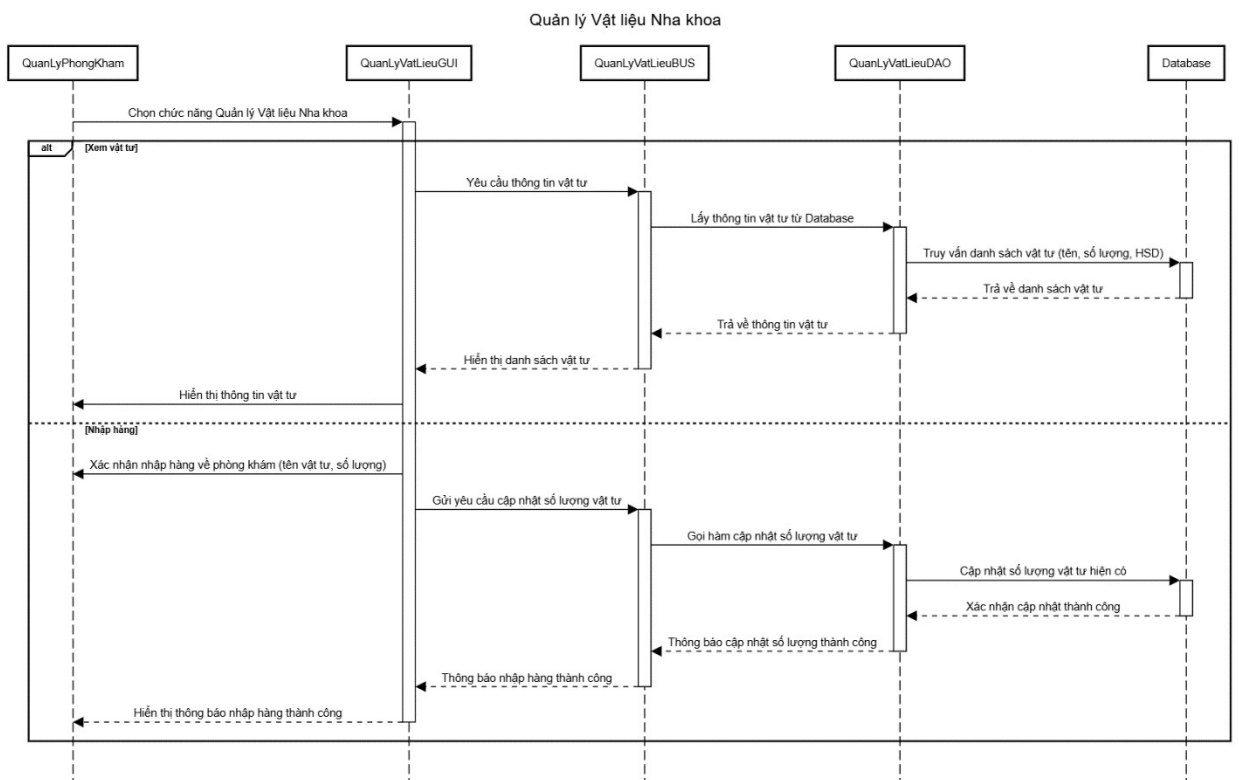 Quản lý Vật liệu Nha khoa
QuanLyPhongKham
QuanLyVatLieuGUI
QuanLyVatLieuBUS
QuanLyVatLieuDAO
Database
Chọn chức năng Quản lý Vật liệu Nha khoa
alt
[Xem vật tư]
Yêu cầu thông tin vật tư
Lấy thông tin vật tư từ Database
Truy vấn danh sách vật tư (tên, số lượng, HSD)
Trả về danh sách vật tư
Trả về thông tin vật tư
Hiển thị danh sách vật tư
Hiển thị thông tin vật tư
[Nhập hàng]
Xác nhận nhập hàng về phòng khám (tên vật tư, số lượng)
Gửi yêu cầu cập nhật số lượng vật tư
Gọi hàm cập nhật số lượng vật tư
Cập nhật số lượng vật tư hiện có
Xác nhận cập nhật thành công
Thông báo cập nhật số lượng thành công
Thông báo nhập hàng thành công
Hiển thị thông báo nhập hàng thành công